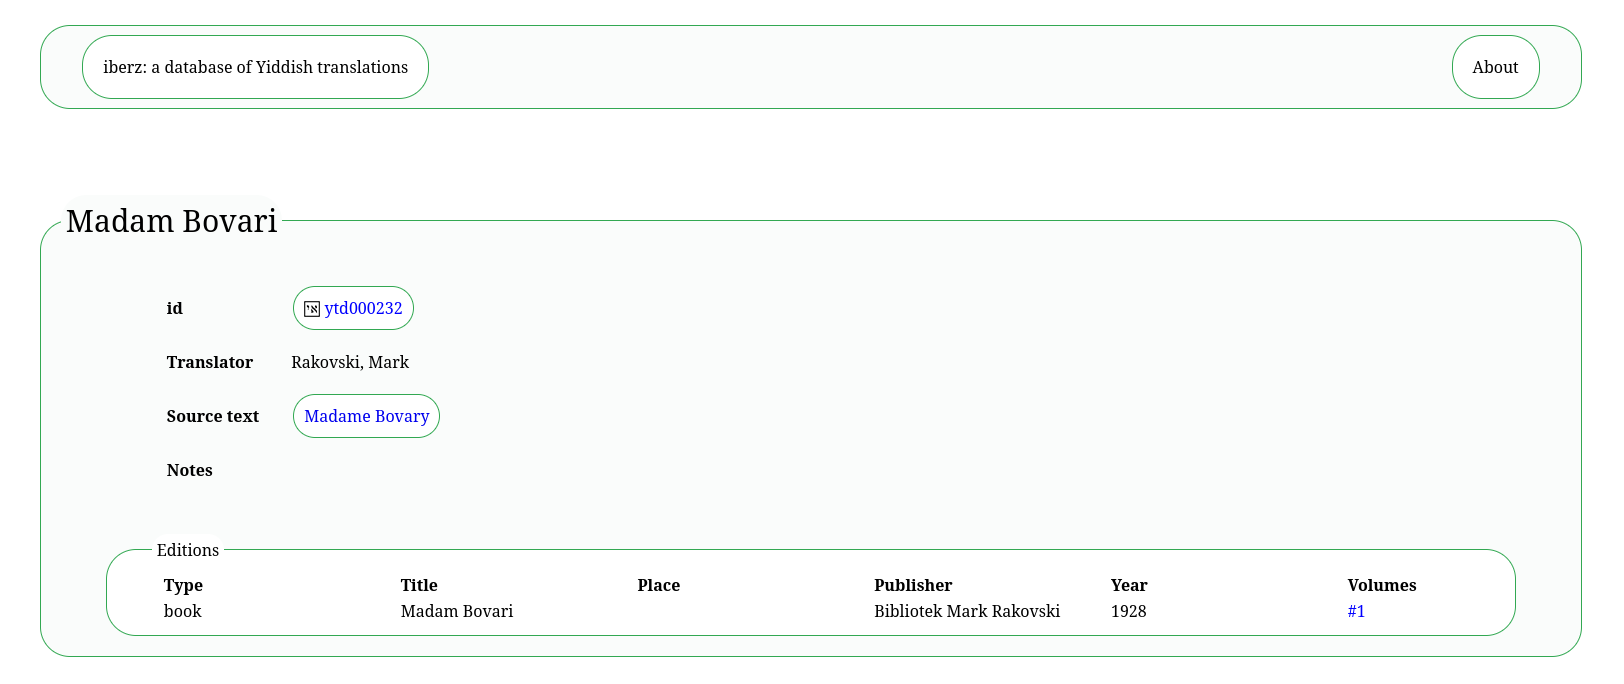 iberz: a database of Yiddish translations About
Madam Bovari
id ytd000232
Translator Rakovski, Mark
Source text Madame Bovary
Notes
Editions
Type Title Place Publisher Year Volumes
book Madam Bovari Bibliotek Mark Rakovski 1928 #1